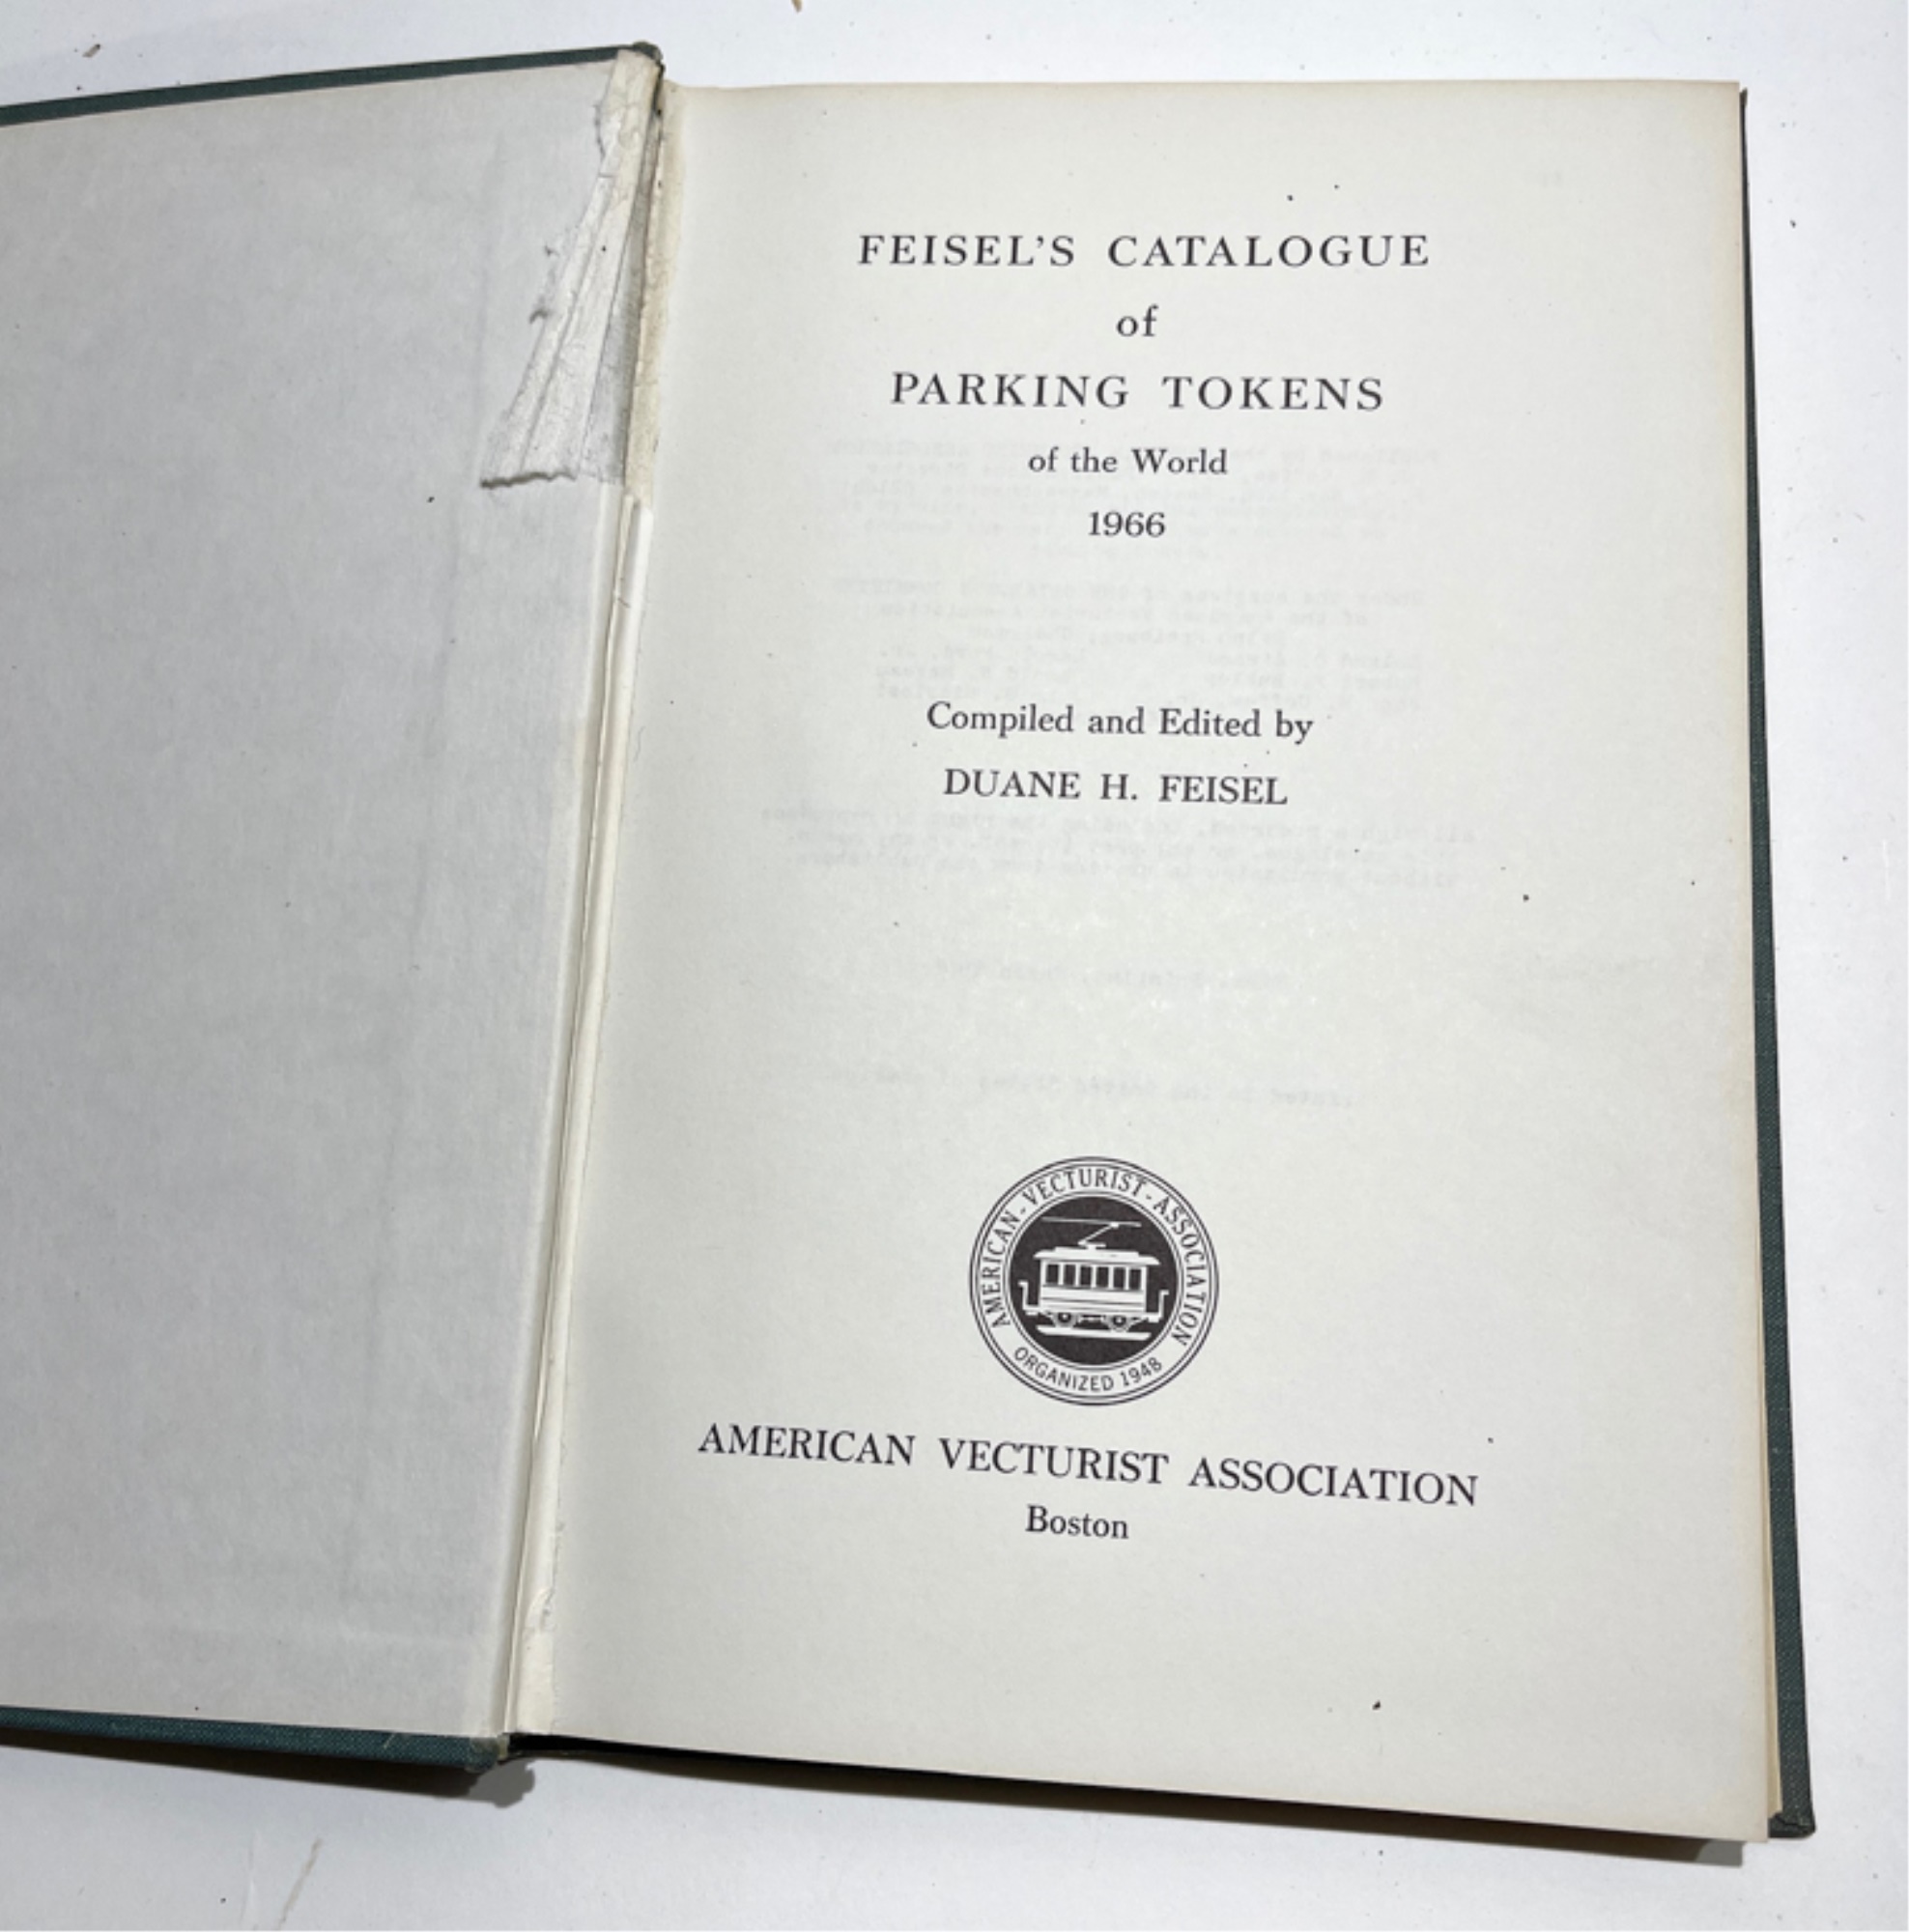 FEISEL'S CATALOGUE
of
PARKING TOKENS
of the World
1966
Compiled and Edited by
DUANE H. FEISEL
AMERICAN - VECTURIST - ASSOCIATION
ORGANIZED 1948
AMERICAN VECTURIST ASSOCIATION
Boston